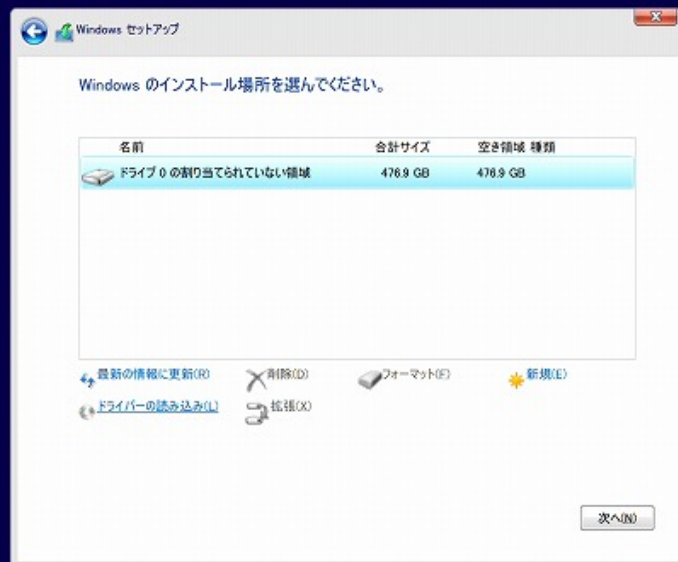 Windows セットアップ
Windows のインストール場所を選んでください。
名前 合計サイズ 空き領域 種類
ドライブ 0 の割り当てられていない領域 476.9 GB 476.9 GB
最新の情報に更新(R) 削除(D) フォーマット(F) 新規(E)
ドライバーの読み込み(L) 拡張(X)
次へ(N)